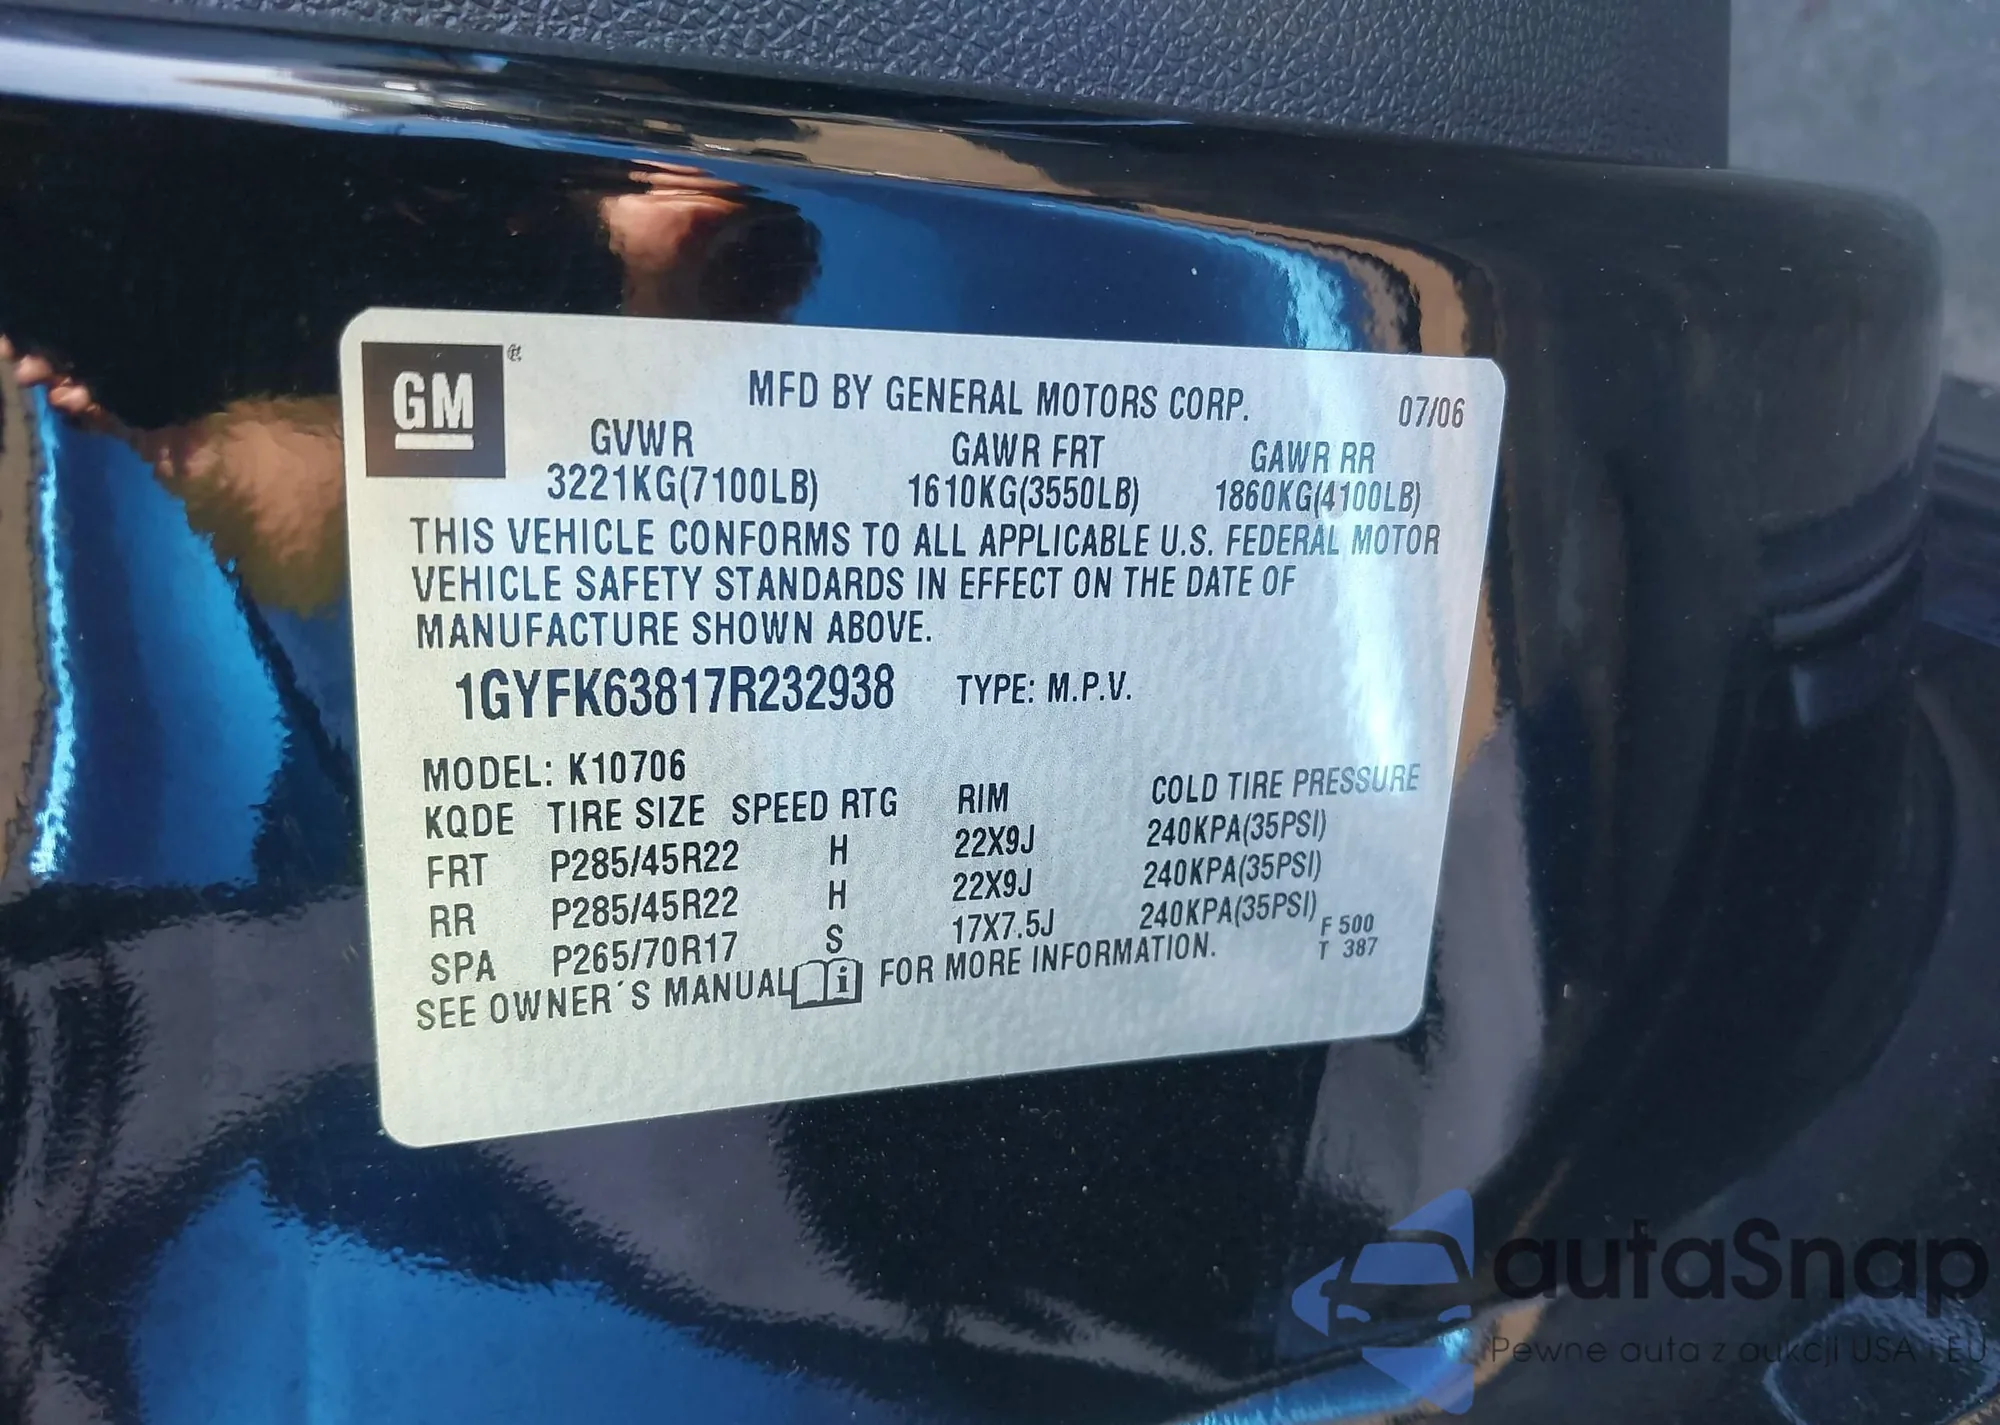 GM
MFD BY GENERAL MOTORS CORP. 07/06
GVWR GAWR FRT GAWR RR
3221KG(7100LB) 1610KG(3550LB) 1860KG(4100LB)
THIS VEHICLE CONFORMS TO ALL APPLICABLE U.S. FEDERAL MOTOR
VEHICLE SAFETY STANDARDS IN EFFECT ON THE DATE OF
MANUFACTURE SHOWN ABOVE.
1GYFK63817R232938 TYPE: M.P.V.
MODEL: K10706
KQDE TIRE SIZE SPEED RTG RIM COLD TIRE PRESSURE
FRT P285/45R22 H 22X9J 240KPA(35PSI)
RR P285/45R22 H 22X9J 240KPA(35PSI)
SPA P265/70R17 S 17X7.5J 240KPA(35PSI)
F 500
T 387
SEE OWNER´S MANUAL i FOR MORE INFORMATION.
autaSnap
Pewne auta z aukcji USA i EU